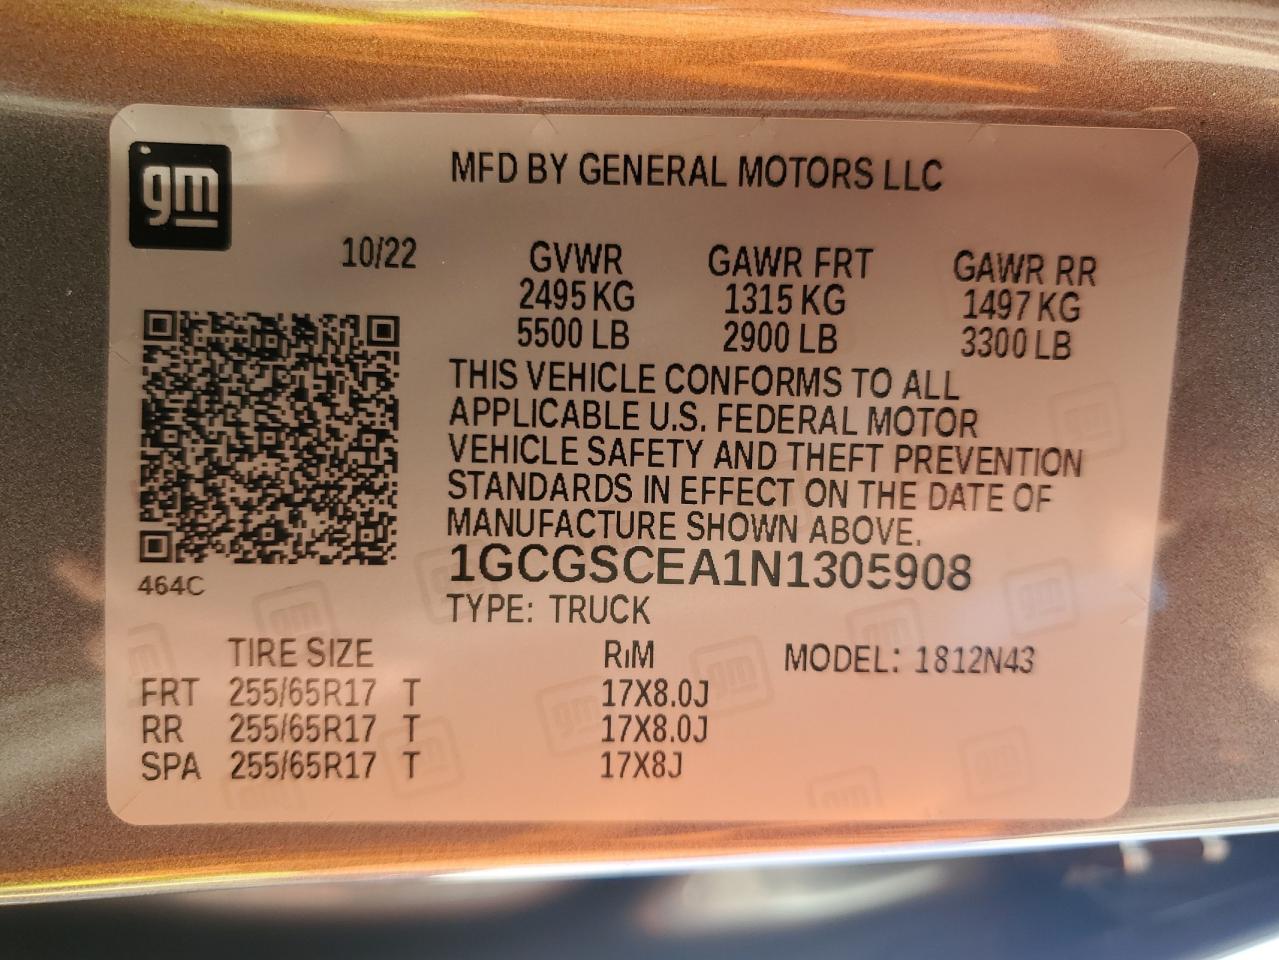 gm
MFD BY GENERAL MOTORS LLC
10/22 GVWR GAWR FRT GAWR RR
2495 KG 1315 KG 1497 KG
5500 LB 2900 LB 3300 LB
THIS VEHICLE CONFORMS TO ALL
APPLICABLE U.S. FEDERAL MOTOR
VEHICLE SAFETY AND THEFT PREVENTION
STANDARDS IN EFFECT ON THE DATE OF
MANUFACTURE SHOWN ABOVE.
464C
1GCGSCEA1N1305908
TYPE: TRUCK
TIRE SIZE RiM MODEL: 1812N43
FRT 255/65R17 T 17X8.0J
RR 255/65R17 T 17X8.0J
SPA 255/65R17 T 17X8J